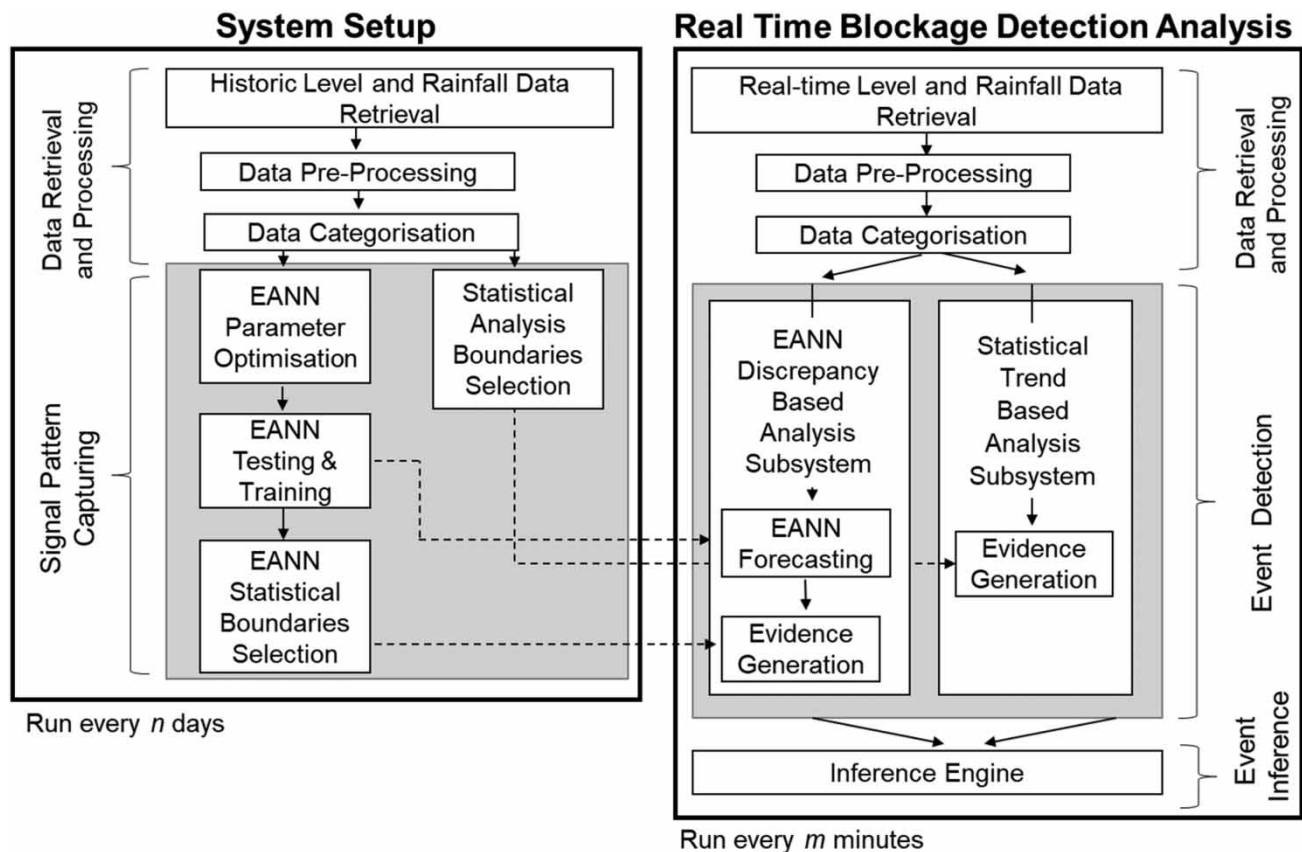 System Setup
Historic Level and Rainfall Data
Retrieval
Data Pre-Processing
Data Categorisation
Data Retrieval
and Processing
EANN
Parameter
Optimisation
Statistical
Analysis
Boundaries
Selection
EANN
Testing &
Training
EANN
Statistical
Boundaries
Selection
Signal Pattern
Capturing
Run every n days
Real Time Blockage Detection Analysis
Real-time Level and Rainfall Data
Retrieval
Data Pre-Processing
Data Categorisation
Data Retrieval
and Processing
EANN
Discrepancy
Based
Analysis
Subsystem
EANN
Forecasting
Evidence
Generation
Statistical
Trend
Based
Analysis
Subsystem
Evidence
Generation
Event Detection
Inference Engine
Event
Inference
Run every m minutes